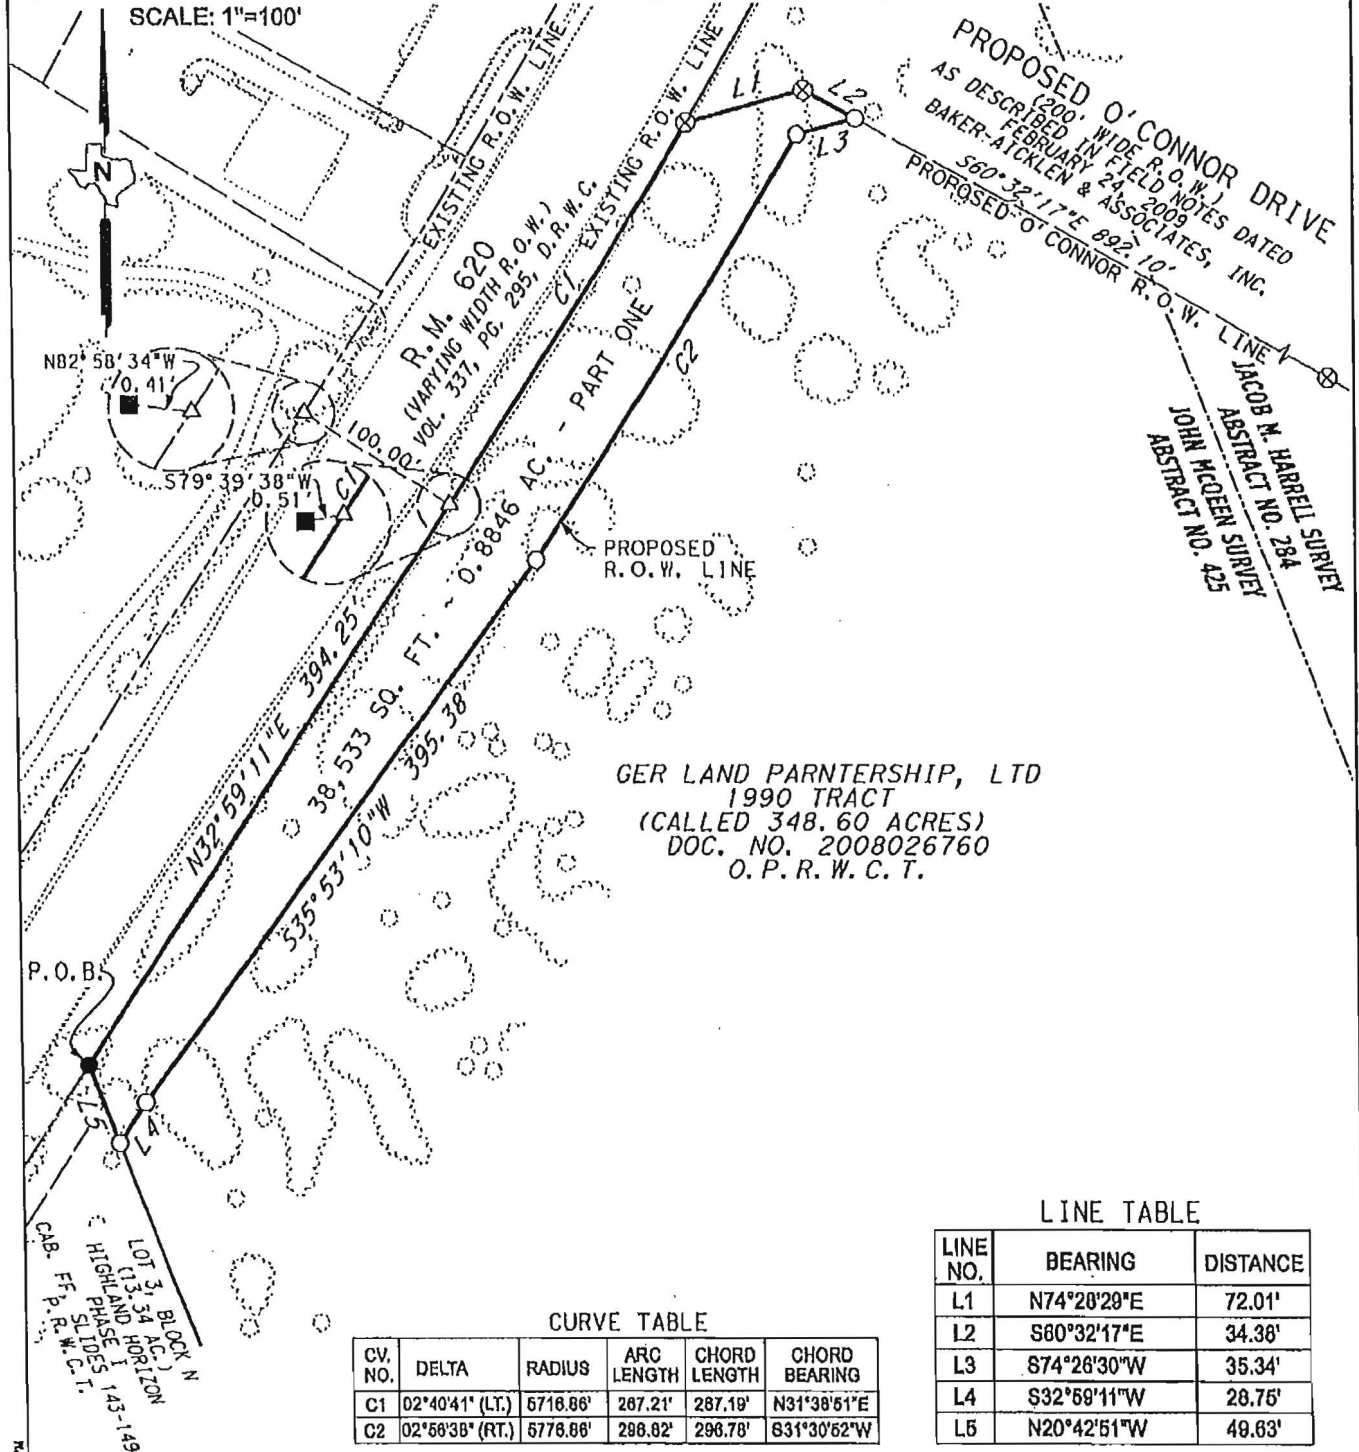 SCALE: 1"=100'
N
EXISTING R.O.W. LINE
EXISTING R.O.W. LINE
R.M. 620
(VARYING WIDTH R.O.W.)
VOL. 337, PG. 295, D.R.W.C.
C1
L1
L2
L3
PROPOSED O'CONNOR DRIVE
(200' WIDE R.O.W.)
AS DESCRIBED IN FIELD NOTES DATED
FEBRUARY 24, 2009
BAKER-AICKLEN & ASSOCIATES, INC.
S60°32'17"E 892.10'
PROPOSED O'CONNOR R.O.W. LINE
JACOB M. HARRELL SURVEY
ABSTRACT NO. 284
JOHN MCQEEN SURVEY
ABSTRACT NO. 425
N82°58'34"W
0.41'
100.00'
S79°39'38"W
0.51'
C1
C2
38,533 SQ. FT. ~ 0.8846 AC. - PART ONE
PROPOSED
R.O.W. LINE
N32°59'11"E 394.25'
S35°53'10"W 395.38'
GER LAND PARNTERSHIP, LTD
1990 TRACT
(CALLED 348.60 ACRES)
DOC. NO. 2008026760
O.P.R.W.C.T.
P.O.B.
L5
L4
LOT 3, BLOCK N
(13.34 AC.)
HIGHLAND HORIZON
PHASE I
CAB. FF, SLIDES 143-149
P.R.W.C.T.
CURVE TABLE
CV. NO. DELTA RADIUS ARC LENGTH CHORD LENGTH CHORD BEARING
C1 02°40'41" (LT.) 5716.86' 267.21' 267.19' N31°38'51"E
C2 02°56'38" (RT.) 5776.86' 296.82' 296.78' S31°30'52"W
LINE TABLE
LINE NO. BEARING DISTANCE
L1 N74°28'29"E 72.01'
L2 S60°32'17"E 34.38'
L3 S74°26'30"W 35.34'
L4 S32°59'11"W 28.75'
L5 N20°42'51"W 49.63'